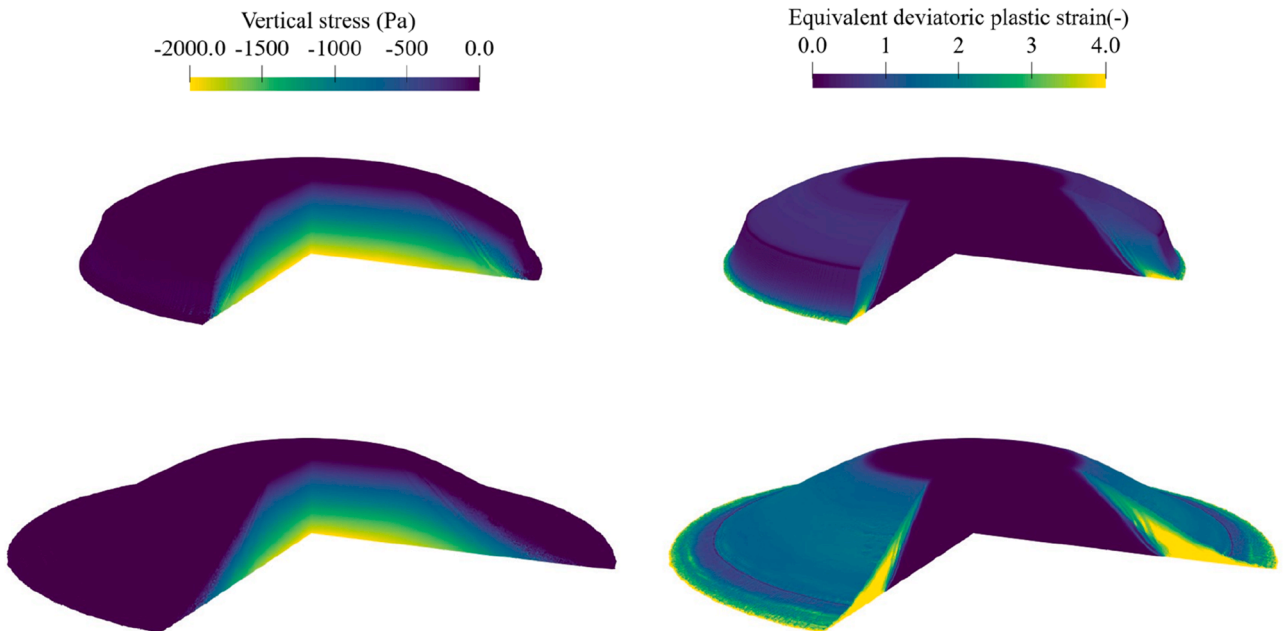 Vertical stress (Pa)
-2000.0 -1500 -1000 -500 0.0
Equivalent deviatoric plastic strain(-)
0.0 1 2 3 4.0